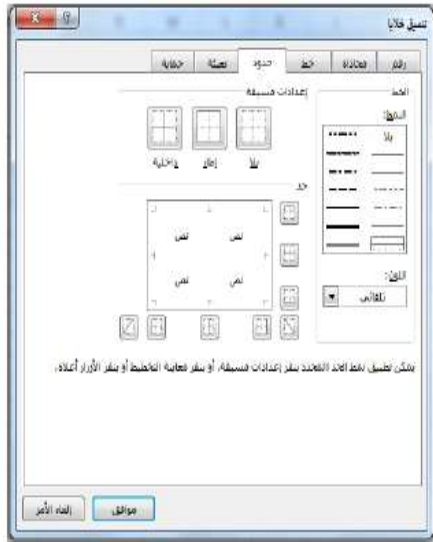 تنسيق خلايا
رقم محاذاة خط حدود تعبئة حماية
الخط
النمط:
بلا
اللون:
تلقائي
إعدادات مسبقة
بلا إطار داخلية
حد
نص نص
نص نص
يمكن تطبيق نمط الحد المحدد بنقر إعدادات مسبقة، أو بنقر معاينة التخطيط أو بنقر الأزرار أعلاه.
موافق إلغاء الأمر